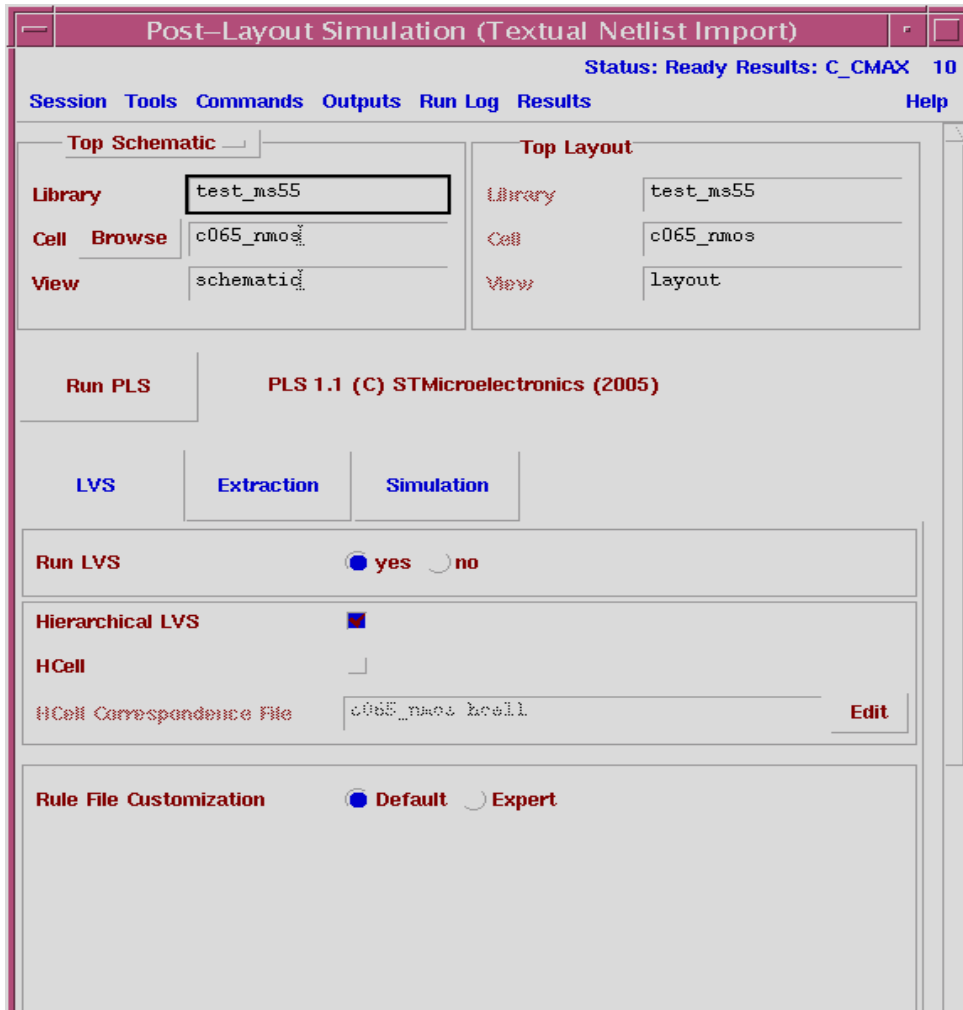 Post-Layout Simulation (Textual Netlist Import)
Status: Ready Results: C_CMAX 10
Session Tools Commands Outputs Run Log Results Help
Top Schematic
Top Layout
Library test_ms55
Library test_ms55
Cell Browse c065_nmos
Cell c065_nmos
View schematic
View layout
Run PLS PLS 1.1 (C) STMicroelectronics (2005)
LVS Extraction Simulation
Run LVS yes no
Hierarchical LVS
HCell
HCell Correspondence File c065_nmos hcell Edit
Rule File Customization Default Expert